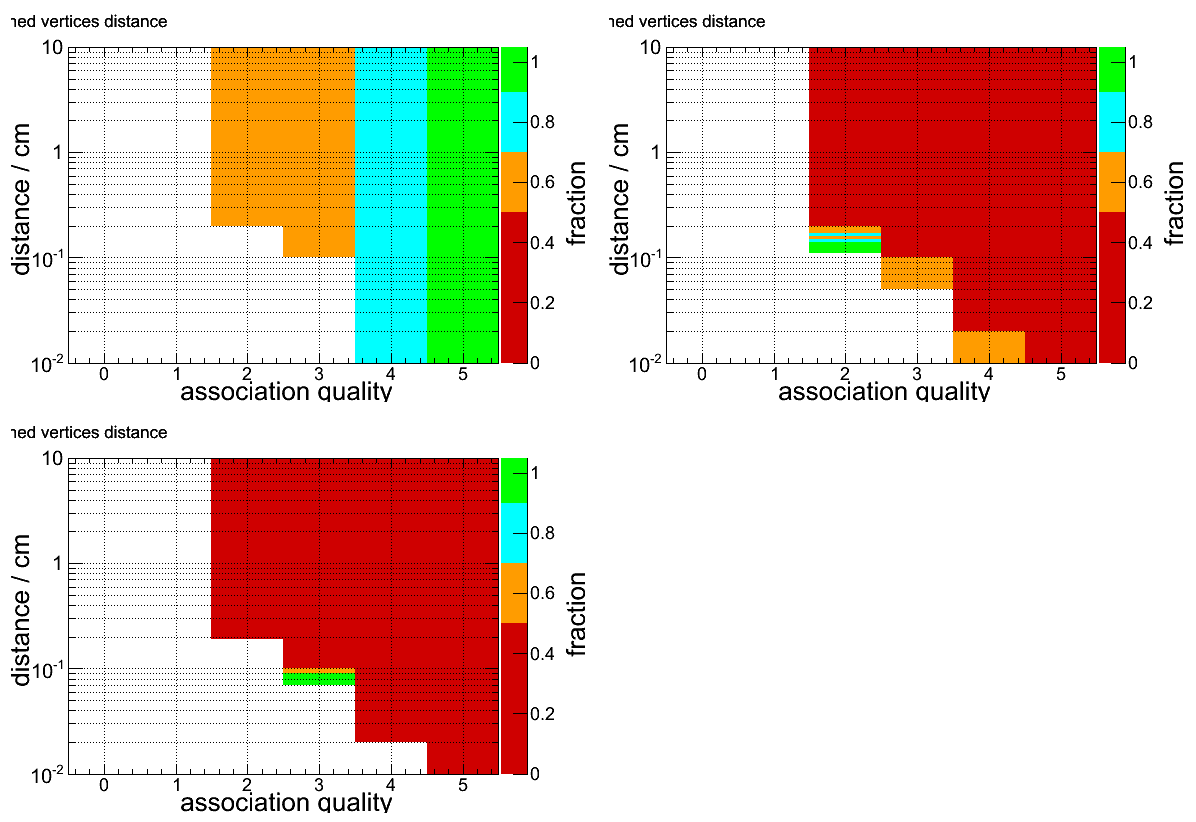 ned vertices distance
10
1
10-1
10-2
distance / cm
0 1 2 3 4 5
association quality
1
0.8
0.6
0.4
0.2
0
fraction
ned vertices distance
10
1
10-1
10-2
distance / cm
0 1 2 3 4 5
association quality
1
0.8
0.6
0.4
0.2
0
fraction
ned vertices distance
10
1
10-1
10-2
distance / cm
0 1 2 3 4 5
association quality
1
0.8
0.6
0.4
0.2
0
fraction